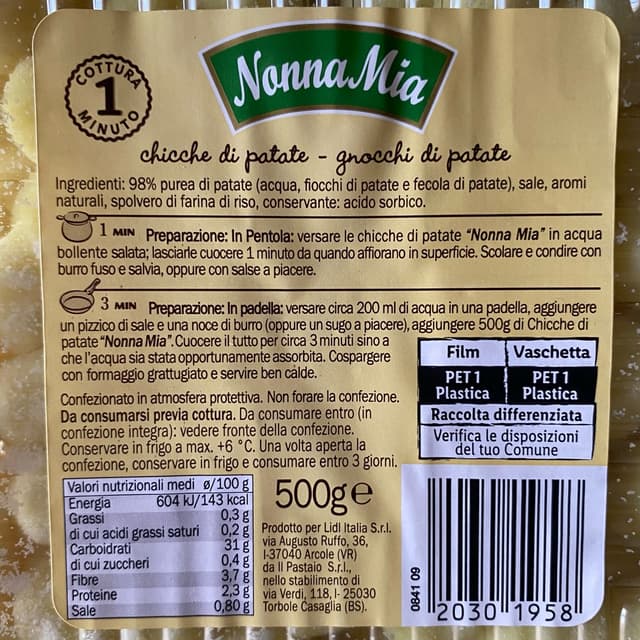 COTTURA
1
MINUTO
Nonna Mia
chicche di patate - gnocchi di patate
Ingredienti: 98% purea di patate (acqua, fiocchi di patate e fecola di patate), sale, aromi
naturali, spolvero di farina di riso, conservante: acido sorbico.
1 MIN Preparazione: In Pentola: versare le chicche di patate "Nonna Mia" in acqua
bollente salata; lasciarle cuocere 1 minuto da quando affiorano in superficie. Scolare e condire con
burro fuso e salvia, oppure con salse a piacere.
3 MIN Preparazione: In padella: versare circa 200 ml di acqua in una padella, aggiungere
un pizzico di sale e una noce di burro (oppure un sugo a piacere), aggiungere 500g di Chicche di
patate "Nonna Mia". Cuocere il tutto per circa 3 minuti sino a
che l'acqua sia stata opportunamente assorbita. Cospargere
con formaggio grattugiato e servire ben calde.
Film Vaschetta
PET 1 PET 1
Plastica Plastica
Raccolta differenziata
Verifica le disposizioni
del tuo Comune
Confezionato in atmosfera protettiva. Non forare la confezione.
Da consumarsi previa cottura. Da consumare entro (in
confezione integra): vedere fronte della confezione.
Conservare in frigo a max. +6 °C. Una volta aperta la
confezione, conservare in frigo e consumare entro 3 giorni.
Valori nutrizionali medi ø/100 g
Energia 604 kJ/143 kcal
Grassi 0,3 g
di cui acidi grassi saturi 0,2 g
Carboidrati 31 g
di cui zuccheri 0,4 g
Fibre 3,7 g
Proteine 2,3 g
Sale 0,80 g
500g e
Prodotto per Lidl Italia S.r.l.
via Augusto Ruffo, 36,
I-37040 Arcole (VR)
da Il Pastaio S.r.l.,
nello stabilimento di
via Verdi, 118, I- 25030
Torbole Casaglia (BS).
0841 09
2030 1958